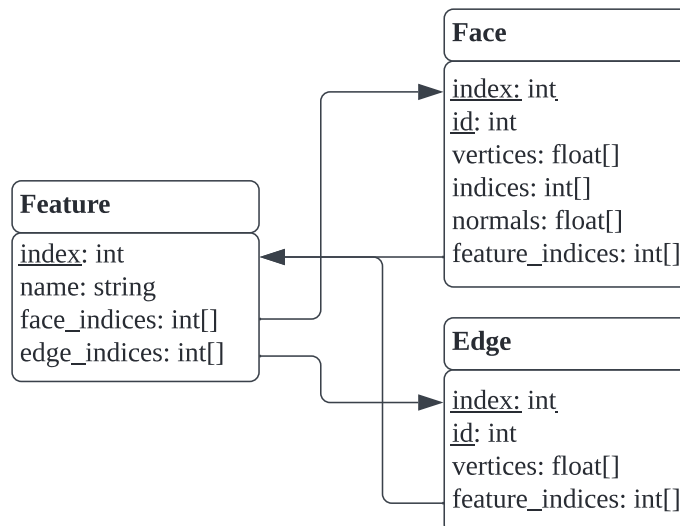 Feature
index: int
name: string
face_indices: int[]
edge_indices: int[]
Face
index: int
id: int
vertices: float[]
indices: int[]
normals: float[]
feature_indices: int[]
Edge
index: int
id: int
vertices: float[]
feature_indices: int[]